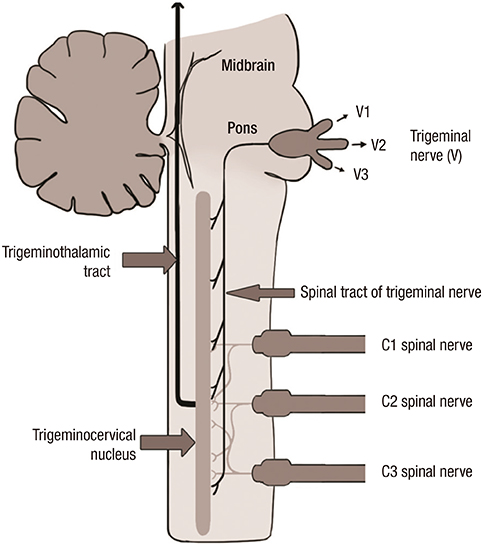 Midbrain
Pons
V1
V2
V3
Trigeminal
nerve (V)
Trigeminothalamic
tract
Spinal tract of trigeminal nerve
C1 spinal nerve
C2 spinal nerve
Trigeminocervical
nucleus
C3 spinal nerve